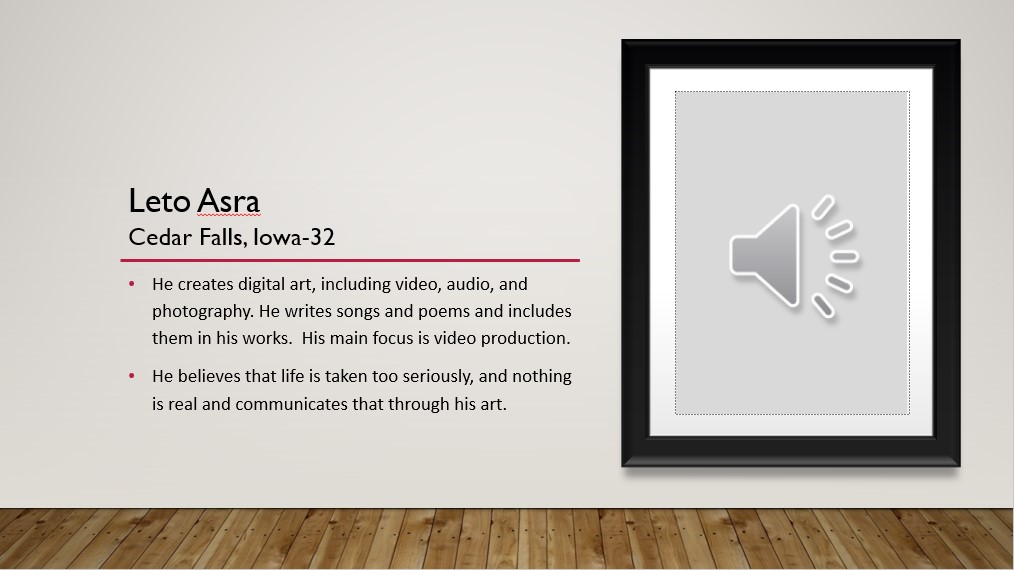 Leto Asra
Cedar Falls, Iowa-32
• He creates digital art, including video, audio, and
photography. He writes songs and poems and includes
them in his works.  His main focus is video production.
• He believes that life is taken too seriously, and nothing
is real and communicates that through his art.